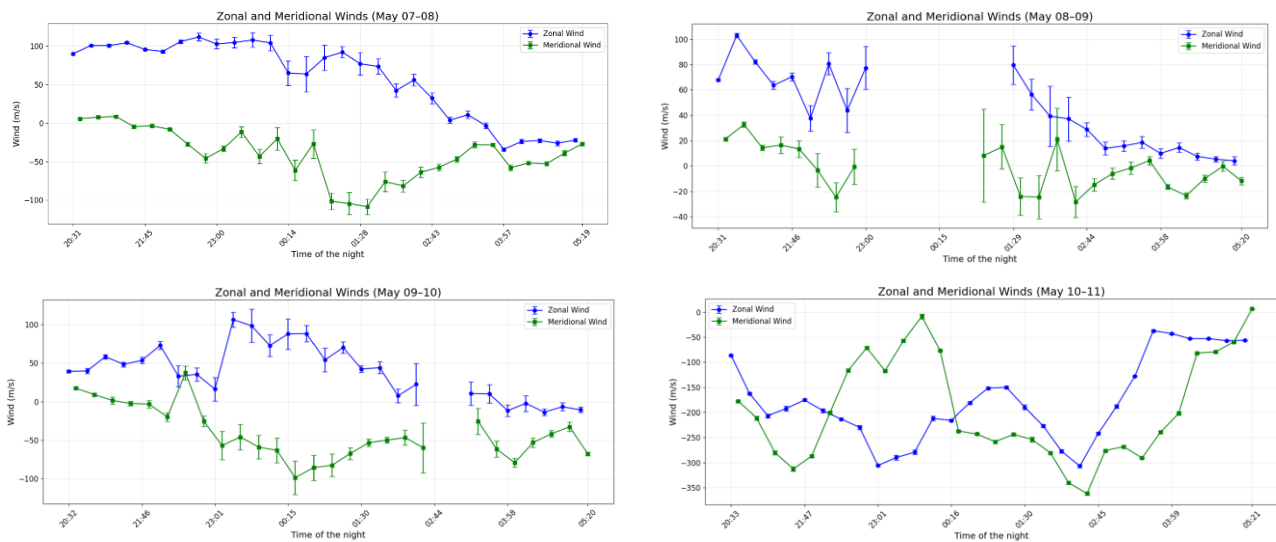 Zonal and Meridional Winds (May 07–08)
Zonal Wind
Meridional Wind
Wind (m/s)
100
50
0
−50
−100
20:31 21:45 23:00 00:14 01:28 02:43 03:57 05:19
Time of the night
Zonal and Meridional Winds (May 08–09)
Zonal Wind
Meridional Wind
Wind (m/s)
100
80
60
40
20
0
−20
−40
20:31 21:46 23:00 00:15 01:29 02:44 03:58 05:20
Time of the night
Zonal and Meridional Winds (May 09–10)
Zonal Wind
Meridional Wind
Wind (m/s)
100
50
0
−50
−100
20:32 21:46 23:01 00:15 01:30 02:44 03:58 05:20
Time of the night
Zonal and Meridional Winds (May 10–11)
Zonal Wind
Meridional Wind
Wind (m/s)
0
−50
−100
−150
−200
−250
−300
−350
20:33 21:47 23:01 00:16 01:30 02:45 03:59 05:21
Time of the night